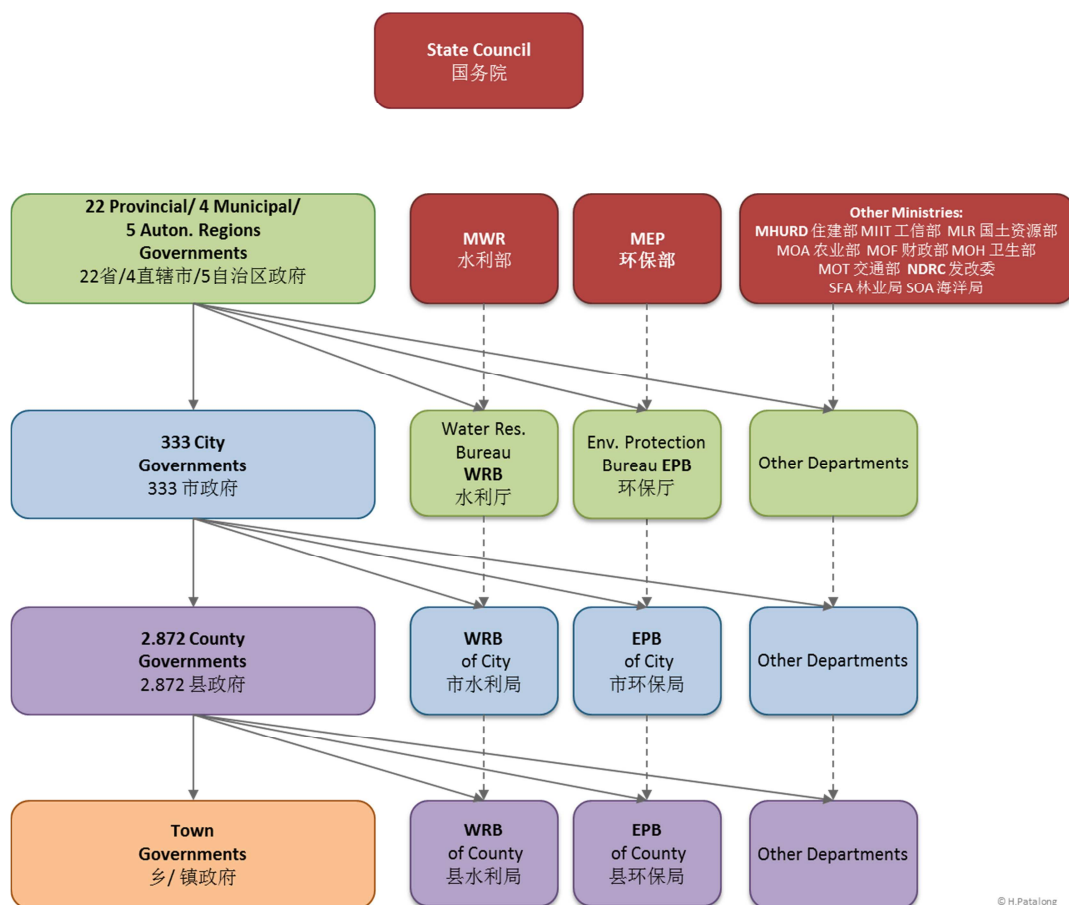 State Council
国务院
22 Provincial/ 4 Municipal/
5 Auton. Regions
Governments
22省/4直辖市/5自治区政府
MWR
水利部
MEP
环保部
Other Ministries:
MHURD 住建部 MIIT 工信部 MLR 国土资源部
MOA 农业部 MOF 财政部 MOH 卫生部
MOT 交通部 NDRC 发改委
SFA 林业局 SOA 海洋局
333 City
Governments
333 市政府
Water Res.
Bureau
WRB
水利厅
Env. Protection
Bureau EPB
环保厅
Other Departments
2.872 County
Governments
2.872 县政府
WRB
of City
市水利局
EPB
of City
市环保局
Other Departments
Town
Governments
乡/ 镇政府
WRB
of County
县水利局
EPB
of County
县环保局
Other Departments
© H.Patalong